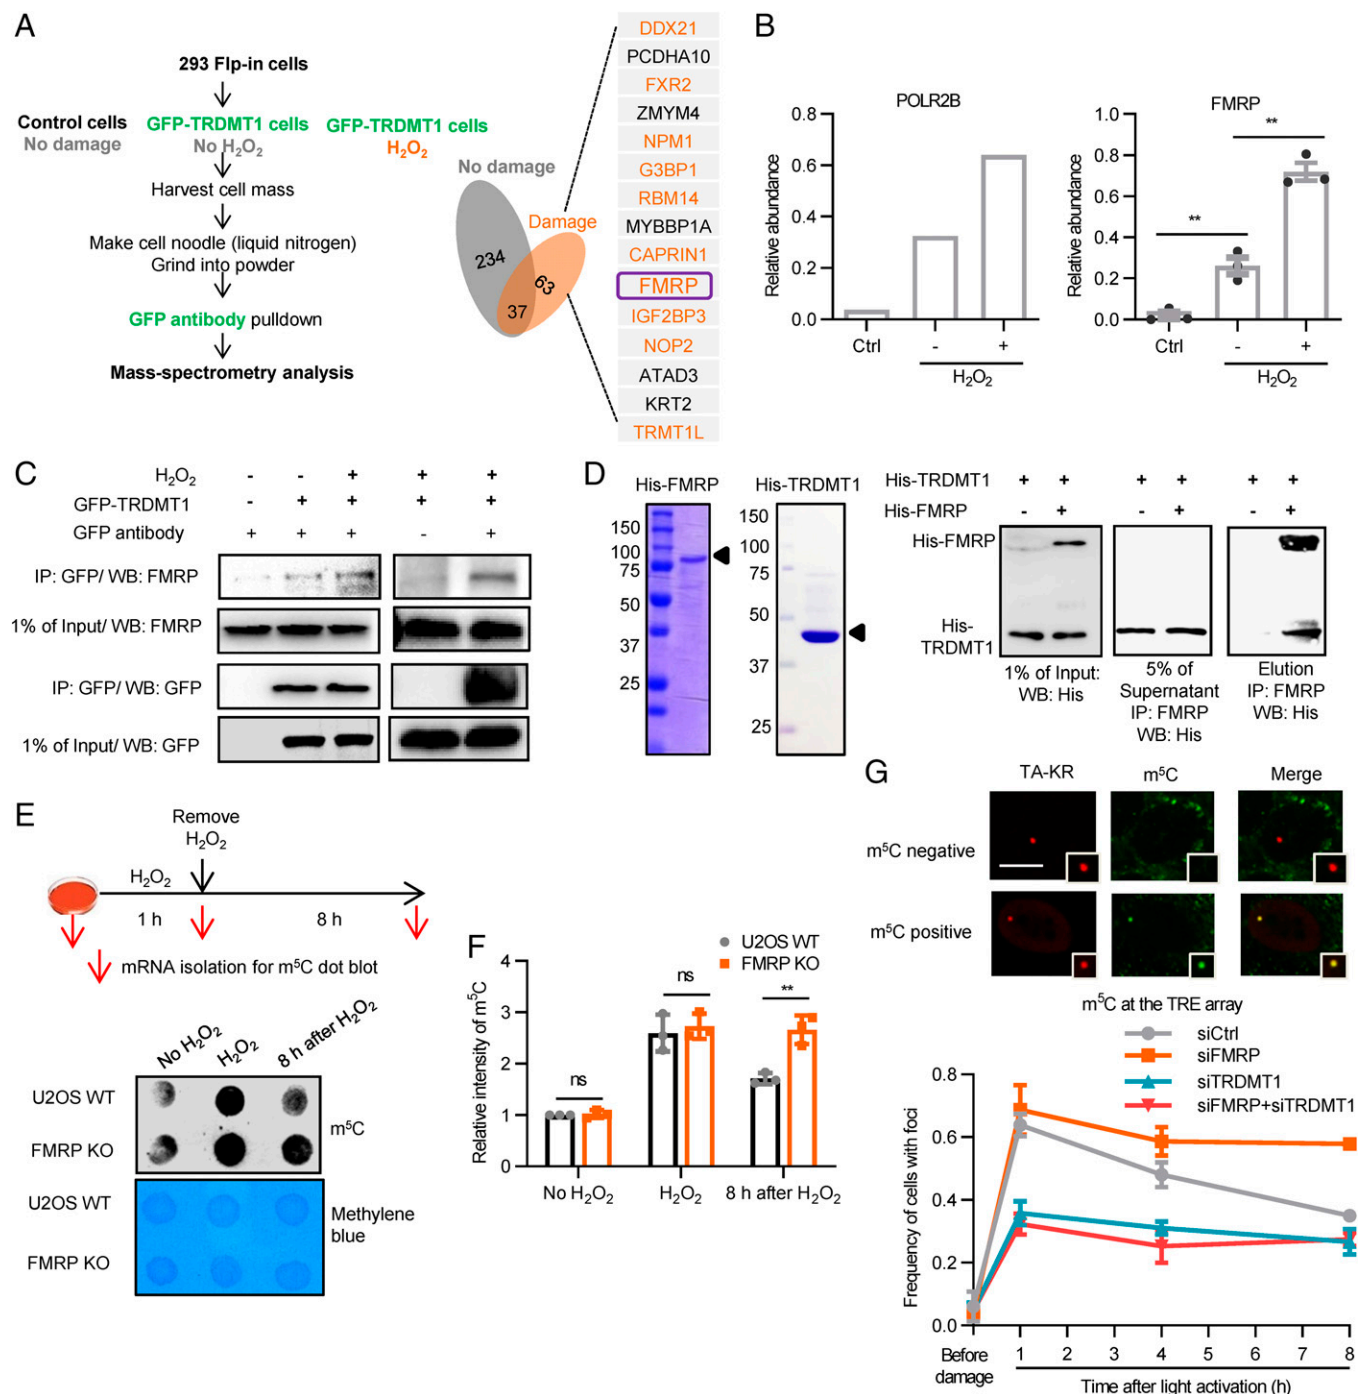 A
293 Flp-in cells
Control cells
No damage
GFP-TRDMT1 cells
No H₂O₂
GFP-TRDMT1 cells
H₂O₂
Harvest cell mass
Make cell noodle (liquid nitrogen)
Grind into powder
GFP antibody pulldown
Mass-spectrometry analysis
No damage
Damage
234
63
37
DDX21
PCDHA10
FXR2
ZMYM4
NPM1
G3BP1
RBM14
MYBBP1A
CAPRIN1
FMRP
IGF2BP3
NOP2
ATAD3
KRT2
TRMT1L
B
POLR2B
Relative abundance
0.8
0.6
0.4
0.2
0.0
Ctrl - +
H₂O₂
FMRP
Relative abundance
1.0
0.8
0.6
0.4
0.2
0.0
**
**
Ctrl - +
H₂O₂
C
H₂O₂ - - + + +
GFP-TRDMT1 - + + + +
GFP antibody + + + - +
IP: GFP/ WB: FMRP
1% of Input/ WB: FMRP
IP: GFP/ WB: GFP
1% of Input/ WB: GFP
D
His-FMRP
150
100
75
50
37
25
His-TRDMT1
150
100
75
50
37
25
His-TRDMT1 + + + + + +
His-FMRP - + - + - +
His-FMRP
His-
TRDMT1
1% of Input:
WB: His
5% of
Supernatant
IP: FMRP
WB: His
Elution
IP: FMRP
WB: His
E
Remove
H₂O₂
H₂O₂
1 h
8 h
mRNA isolation for m⁵C dot blot
No H₂O₂
H₂O₂
8 h after H₂O₂
U2OS WT
FMRP KO
m⁵C
U2OS WT
FMRP KO
Methylene
blue
F
U2OS WT
FMRP KO
Relative intensity of m⁵C
4
3
2
1
0
ns
ns
**
No H₂O₂
H₂O₂
8 h after H₂O₂
G
TA-KR
m⁵C
Merge
m⁵C negative
m⁵C positive
m⁵C at the TRE array
siCtrl
siFMRP
siTRDMT1
siFMRP+siTRDMT1
Frequency of cells with foci
0.8
0.6
0.4
0.2
0.0
Before
damage
1 2 3 4 5 6 7 8
Time after light activation (h)